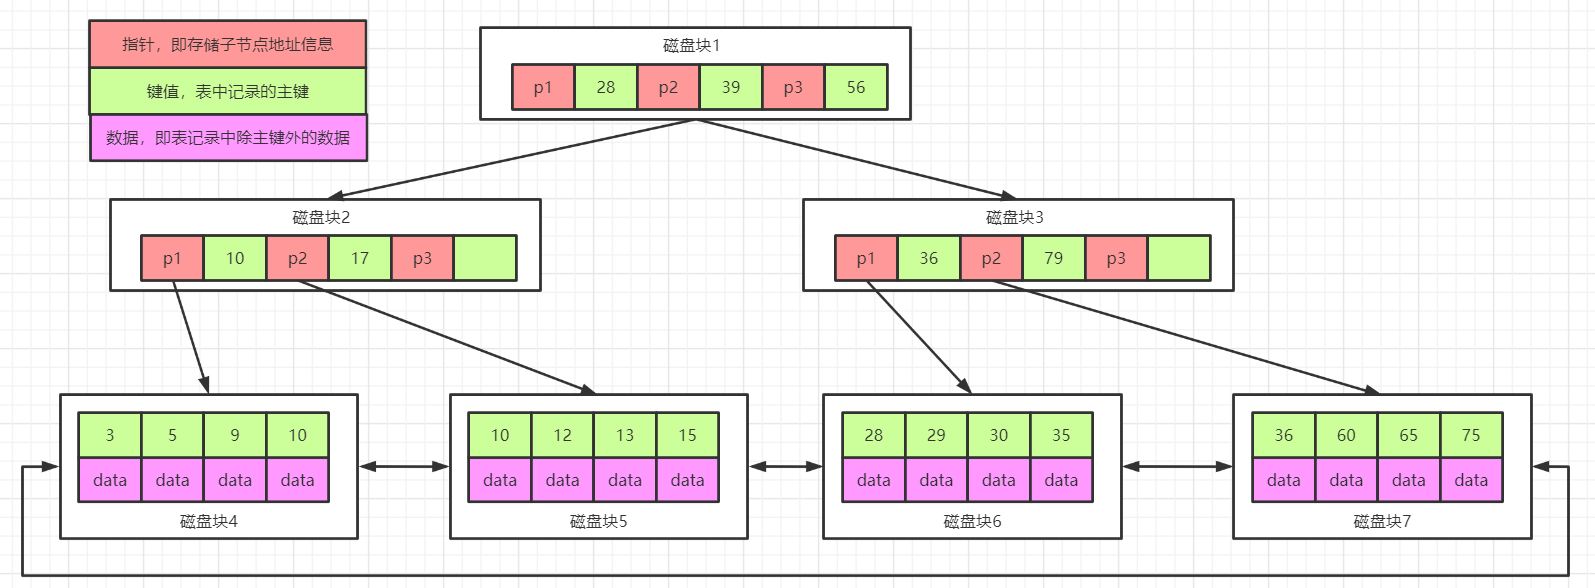 指针，即存储子节点地址信息
键值，表中记录的主键
数据，即表记录中除主键外的数据
磁盘块1
p1 28 p2 39 p3 56
磁盘块2
p1 10 p2 17 p3
磁盘块3
p1 36 p2 79 p3
3 5 9 10
data data data data
磁盘块4
10 12 13 15
data data data data
磁盘块5
28 29 30 35
data data data data
磁盘块6
36 60 65 75
data data data data
磁盘块7